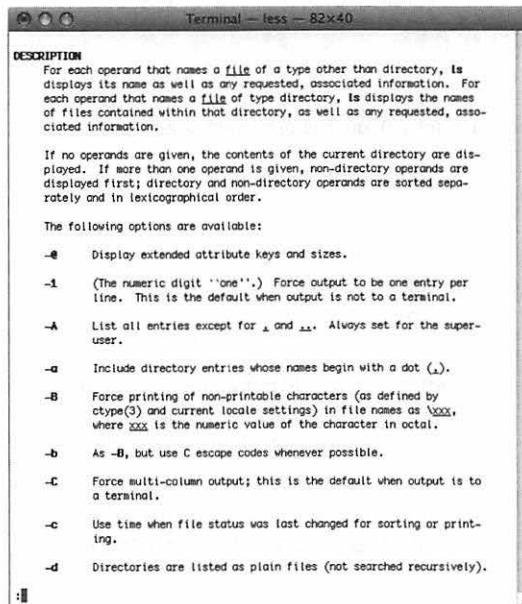 Terminal — less — 82×40
DESCRIPTION
For each operand that names a file of a type other than directory, ls
displays its name as well as any requested, associated information.  For
each operand that names a file of type directory, ls displays the names
of files contained within that directory, as well as any requested, asso-
ciated information.
If no operands are given, the contents of the current directory are dis-
played.  If more than one operand is given, non-directory operands are
displayed first; directory and non-directory operands are sorted sepa-
rately and in lexicographical order.
The following options are available:
-@      Display extended attribute keys and sizes.
-1      (The numeric digit ``one''.)  Force output to be one entry per
line.  This is the default when output is not to a terminal.
-A      List all entries except for . and ...  Always set for the super-
user.
-a      Include directory entries whose names begin with a dot (.).
-B      Force printing of non-printable characters (as defined by
ctype(3) and current locale settings) in file names as \xxx,
where xxx is the numeric value of the character in octal.
-b      As -B, but use C escape codes whenever possible.
-C      Force multi-column output; this is the default when output is to
a terminal.
-c      Use time when file status was last changed for sorting or print-
ing.
-d      Directories are listed as plain files (not searched recursively).
: